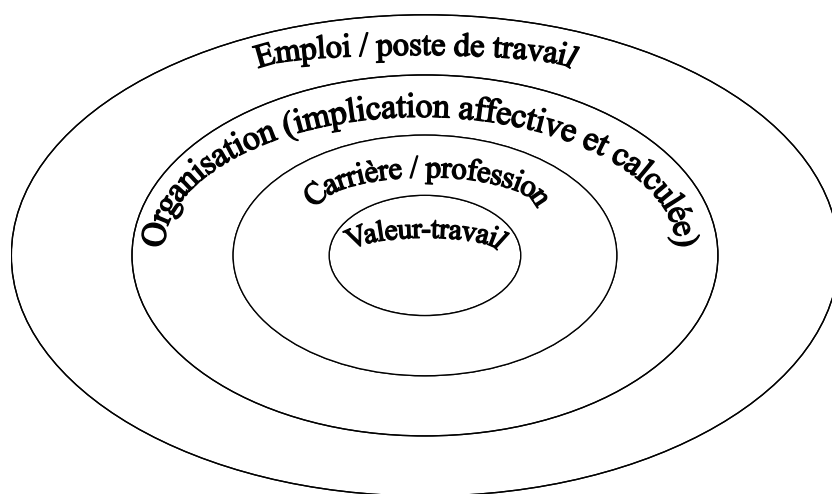 Emploi / poste de travail
Organisation (implication affective et calculée)
Carrière / profession
Valeur-travail